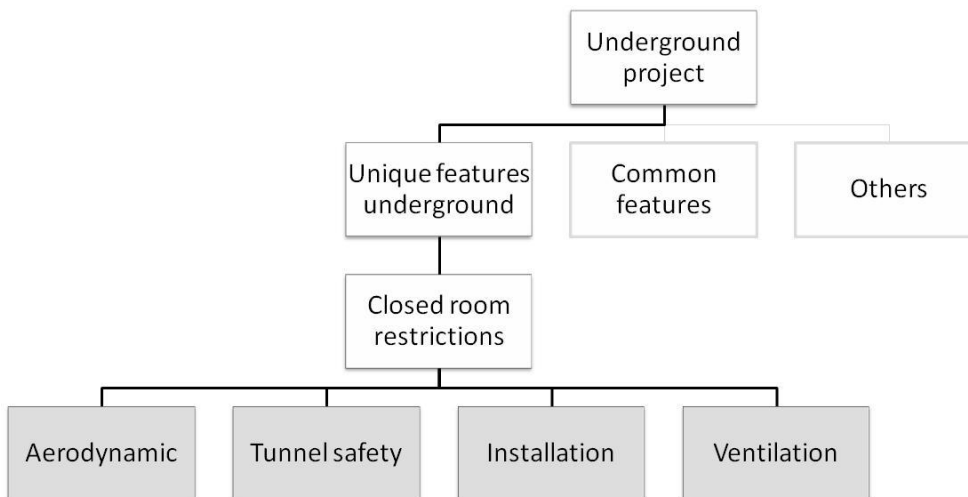 Underground
project
Unique features
underground
Common
features
Others
Closed room
restrictions
Aerodynamic
Tunnel safety
Installation
Ventilation